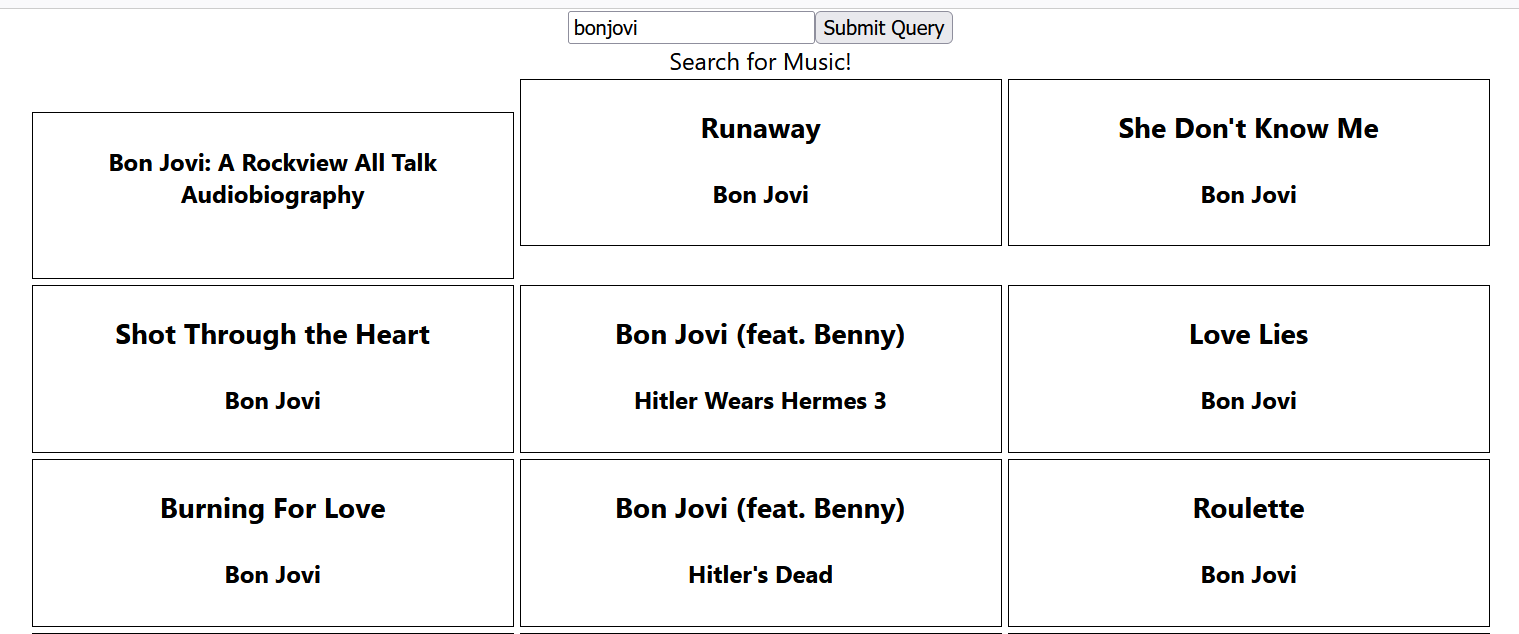 bonjovi
Submit Query
Search for Music!
Bon Jovi: A Rockview All Talk
Audiobiography
Runaway
Bon Jovi
She Don't Know Me
Bon Jovi
Shot Through the Heart
Bon Jovi
Bon Jovi (feat. Benny)
Hitler Wears Hermes 3
Love Lies
Bon Jovi
Burning For Love
Bon Jovi
Bon Jovi (feat. Benny)
Hitler's Dead
Roulette
Bon Jovi